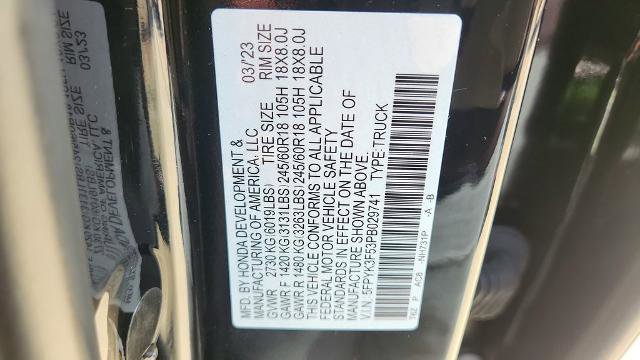 MFD. BY HONDA DEVELOPMENT & 03/'23
MANUFACTURING OF AMERICA, LLC
TIRE SIZE RIM SIZE
GVWR 2730 KG(6019LBS)
GAWR F 1420 KG(3131LBS) 245/60R18 105H 18X8.0J
GAWR R 1480 KG(3263LBS) 245/60R18 105H 18X8.0J
THIS VEHICLE CONFORMS TO ALL APPLICABLE
FEDERAL MOTOR VEHICLE SAFETY
STANDARDS IN EFFECT ON THE DATE OF
MANUFACTURE SHOWN ABOVE.
V.I.N: 5FPYK3F53PB029741 TYPE:TRUCK
P AC8 -NH731P -A -B